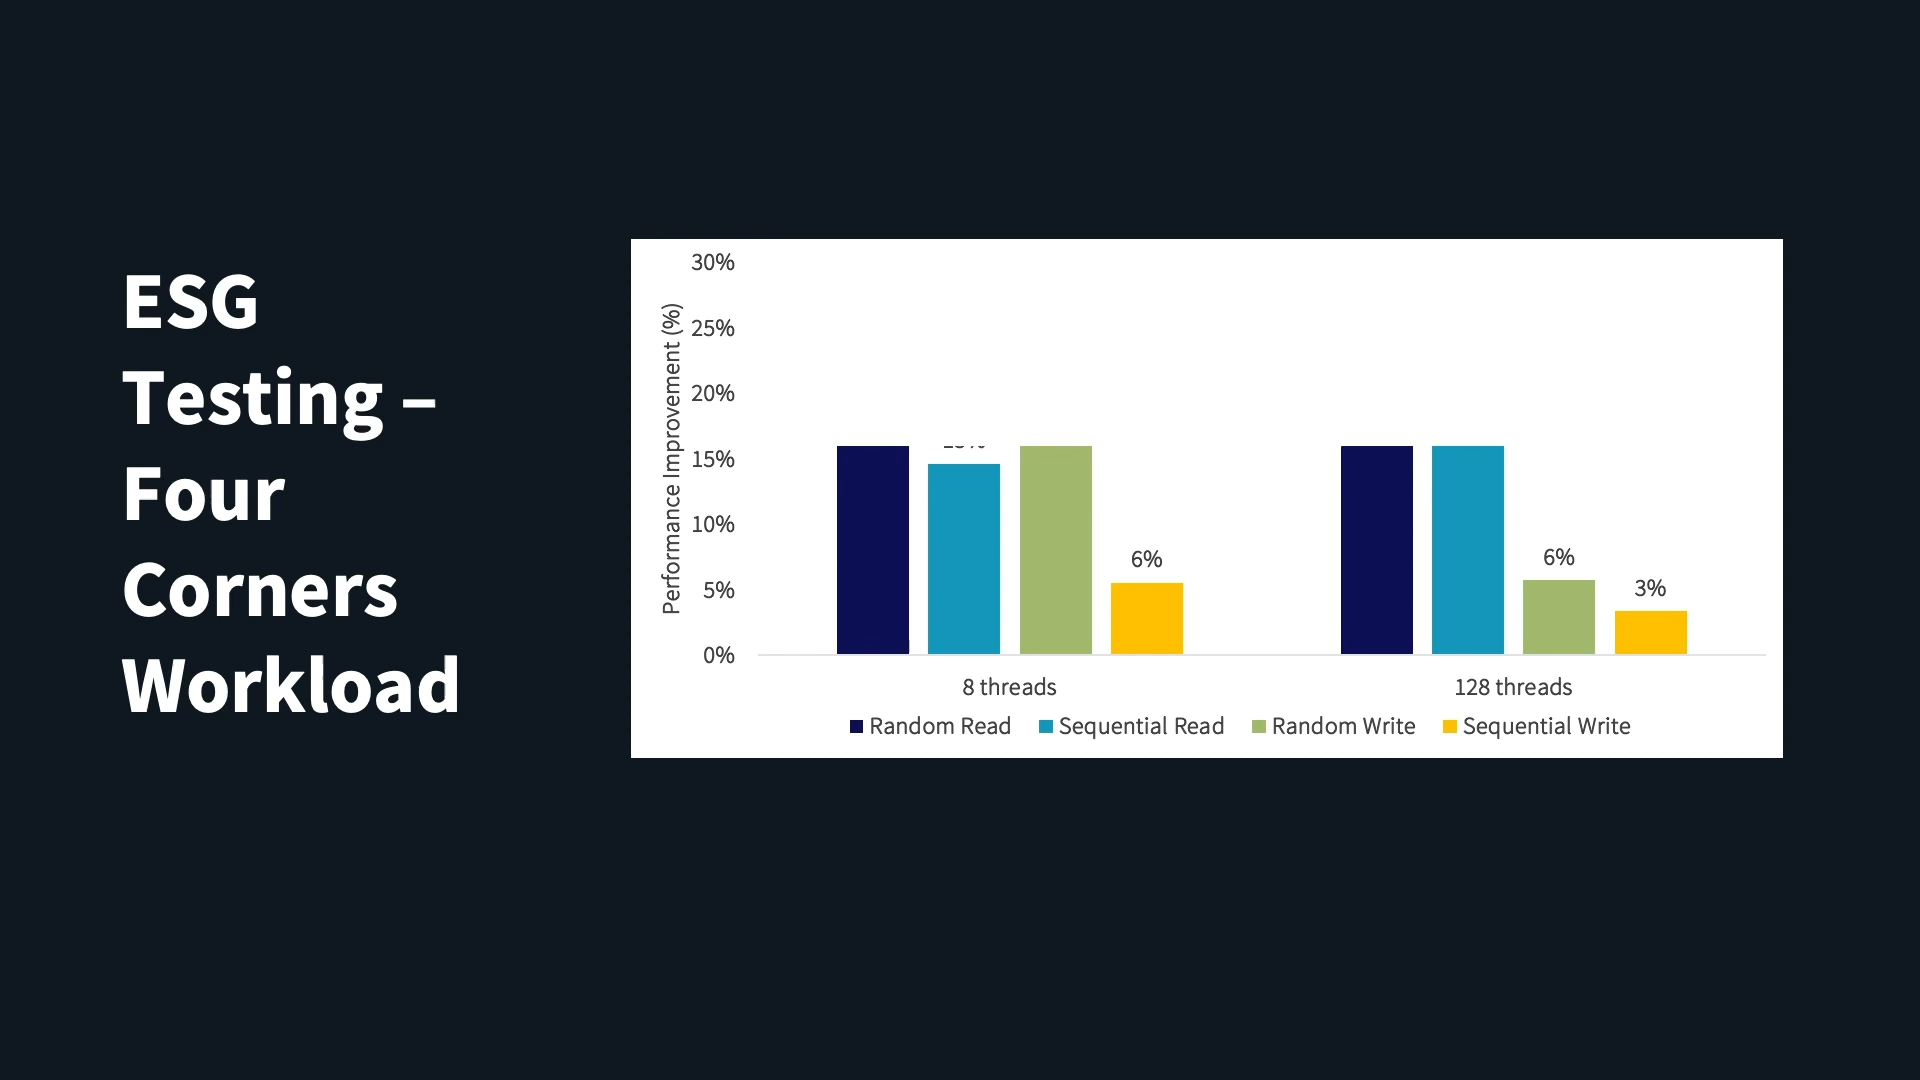 ESG
Testing –
Four
Corners
Workload
Performance Improvement (%)
30%
25%
20%
15%
10%
5%
0%
6%
6%
3%
8 threads
128 threads
Random Read
Sequential Read
Random Write
Sequential Write